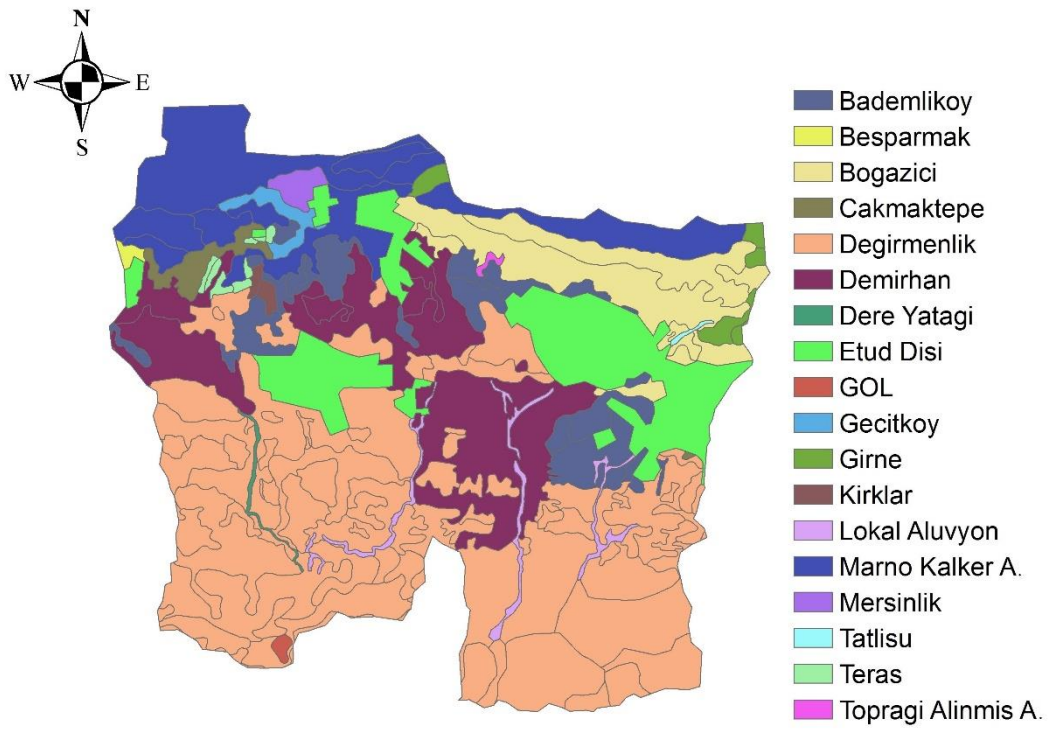 N
W E
S
Bademlikoy
Besparmak
Bogazici
Cakmaktepe
Degirmenlik
Demirhan
Dere Yatagi
Etud Disi
GOL
Gecitkoy
Girne
Kirklar
Lokal Aluvyon
Marno Kalker A.
Mersinlik
Tatlisu
Teras
Topragi Alinmis A.